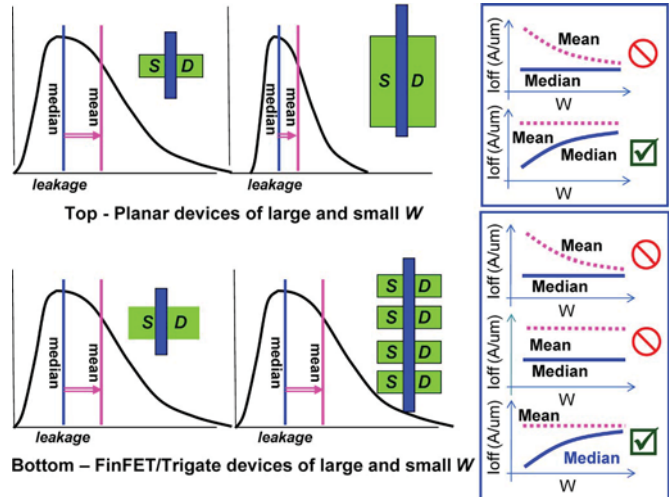 S D
median
mean
leakage
S D
median
mean
leakage
Top - Planar devices of large and small W
Ioff (A/um)
Mean
Median
W
Ioff (A/um)
Mean
Median
W
S D
median
mean
leakage
S D
S D
S D
S D
median
mean
leakage
Bottom – FinFET/Trigate devices of large and small W
Ioff (A/um)
Mean
Median
W
Ioff (A/um)
Mean
Median
W
Ioff (A/um)
Mean
Median
W